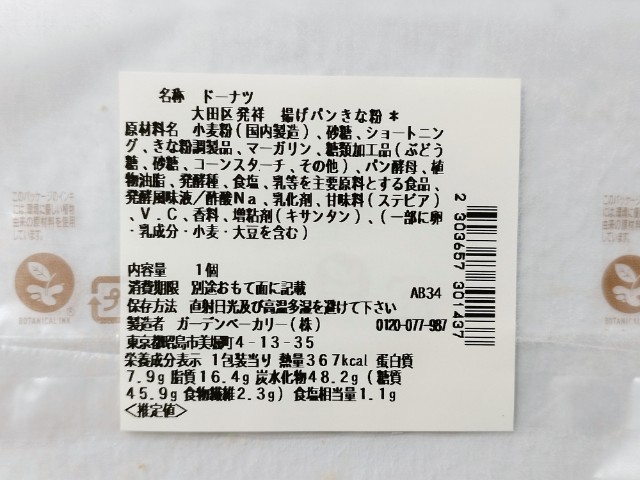 名称　ドーナツ
大田区発祥　揚げパンきな粉＊
原材料名　小麦粉(国内製造)、砂糖、ショートニン
グ、きな粉調製品、マーガリン、糖類加工品(ぶどう
糖、砂糖、コーンスターチ、その他)、パン酵母、植
物油脂、発酵種、食塩、乳等を主要原料とする食品、
発酵風味液／酢酸Na、乳化剤、甘味料(ステビア)
、V.C、香料、増粘剤(キサンタン)、(一部に卵
・乳成分・小麦・大豆を含む)
内容量　1個
消費期限　別途おもて面に記載
AB34
保存方法　直射日光及び高温多湿を避けて下さい
製造者　ガーデンベーカリー(株)　0120-077-987
東京都昭島市美堀町4-13-35
栄養成分表示 1包装当り 熱量367kcal 蛋白質
7.9g 脂質16.4g 炭水化物48.2g(糖質
45.9g 食物繊維2.3g) 食塩相当量1.1g
<推定値>
2 303657 301437